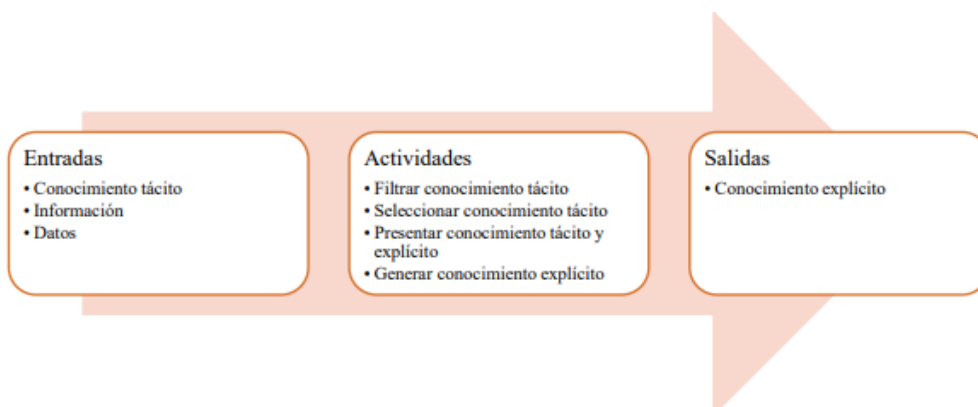 Entradas
• Conocimiento tácito
• Información
• Datos
Actividades
• Filtrar conocimiento tácito
• Seleccionar conocimiento tácito
• Presentar conocimiento tácito y
explícito
• Generar conocimiento explícito
Salidas
• Conocimiento explícito